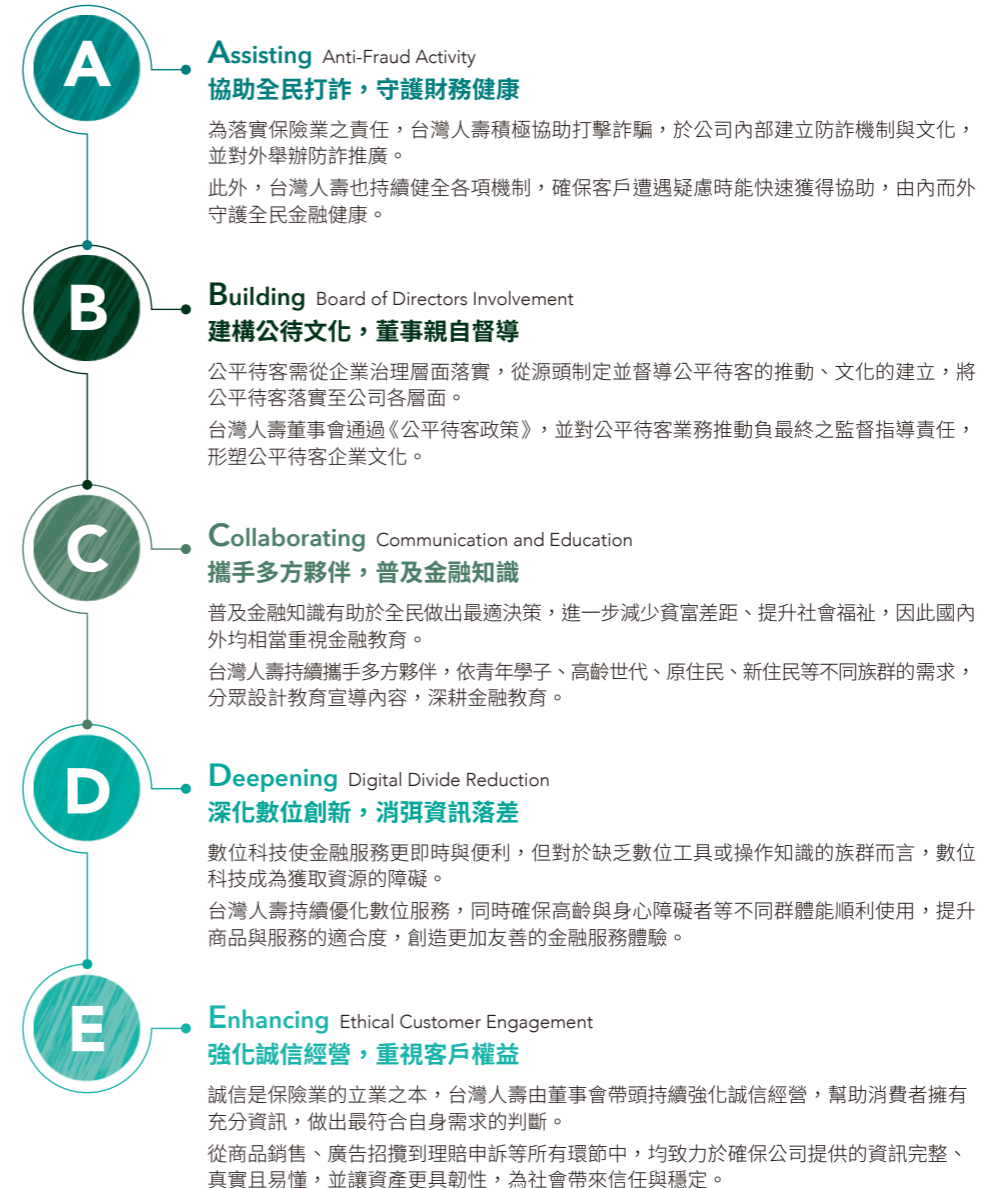 A
Assisting Anti-Fraud Activity
協助全民打詐，守護財務健康
為落實保險業之責任，台灣人壽積極協助打擊詐騙，於公司內部建立防詐機制與文化，
並對外舉辦防詐推廣。
此外，台灣人壽也持續健全各項機制，確保客戶遭遇疑慮時能快速獲得協助，由內而外
守護全民金融健康。
B
Building Board of Directors Involvement
建構公待文化，董事親自督導
公平待客需從企業治理層面落實，從源頭制定並督導公平待客的推動、文化的建立，將
公平待客落實至公司各層面。
台灣人壽董事會通過《公平待客政策》，並對公平待客業務推動負最終之監督指導責任，
形塑公平待客企業文化。
C
Collaborating Communication and Education
攜手多方夥伴，普及金融知識
普及金融知識有助於全民做出最適決策，進一步減少貧富差距、提升社會福祉，因此國內
外均相當重視金融教育。
台灣人壽持續攜手多方夥伴，依青年學子、高齡世代、原住民、新住民等不同族群的需求，
分眾設計教育宣導內容，深耕金融教育。
D
Deepening Digital Divide Reduction
深化數位創新，消弭資訊落差
數位科技使金融服務更即時與便利，但對於缺乏數位工具或操作知識的族群而言，數位
科技成為獲取資源的障礙。
台灣人壽持續優化數位服務，同時確保高齡與身心障礙者等不同群體能順利使用，提升
商品與服務的適合度，創造更加友善的金融服務體驗。
E
Enhancing Ethical Customer Engagement
強化誠信經營，重視客戶權益
誠信是保險業的立業之本，台灣人壽由董事會帶頭持續強化誠信經營，幫助消費者擁有
充分資訊，做出最符合自身需求的判斷。
從商品銷售、廣告招攬到理賠申訴等所有環節中，均致力於確保公司提供的資訊完整、
真實且易懂，並讓資產更具韌性，為社會帶來信任與穩定。